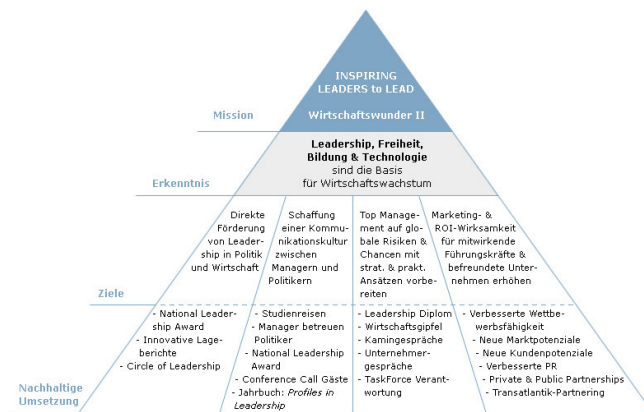 INSPIRING
LEADERS to LEAD
Wirtschaftswunder II
Mission
Leadership, Freiheit,
Bildung & Technologie
sind die Basis
für Wirtschaftswachstum
Erkenntnis
Direkte
Förderung
von Leader-
ship in Politik
und Wirtschaft
Schaffung
einer Kommu-
nikationskultur
zwischen
Managern und
Politikern
Top Manage-
ment auf glo-
bale Risiken &
Chancen mit
strat. & prakt.
Ansätzen vorbe-
reiten
Marketing- &
ROI-Wirksamkeit
für mitwirkende
Führungskräfte &
befreundete Unter-
nehmen erhöhen
Ziele
- National Leader-
ship Award
- Innovative Lage-
berichte
- Circle of Leadership
- Studienreisen
- Manager betreuen
Politiker
- National Leadership
Award
- Conference Call Gäste
- Jahrbuch: Profiles in
Leadership
- Leadership Diplom
- Wirtschaftsgipfel
- Kamingespräche
- Unternehmer-
gespräche
- TaskForce Verant-
wortung
- Verbesserte Wettbe-
werbsfähigkeit
- Neue Marktpotenziale
- Neue Kundenpotenziale
- Verbesserte PR
- Private & Public Partnerships
- Transatlantik-Partnering
Nachhaltige
Umsetzung